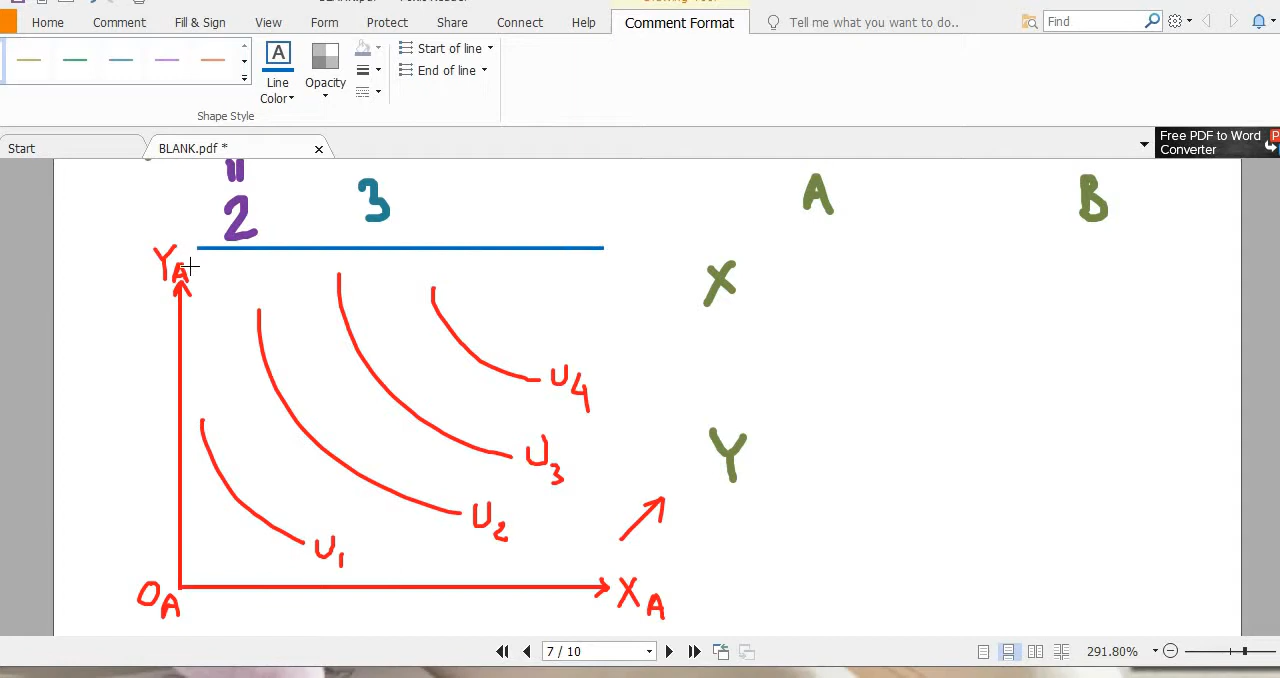 Home Comment Fill & Sign View Form Protect Share Connect Help Comment Format Tell me what you want to do.. Find
Line Color
Opacity
Start of line
End of line
Shape Style
Start
BLANK.pdf *
Free PDF to Word Converter
2 3 A B
YA
X
U4
Y
U3
U2
U1
OA XA
7 / 10
291.80%